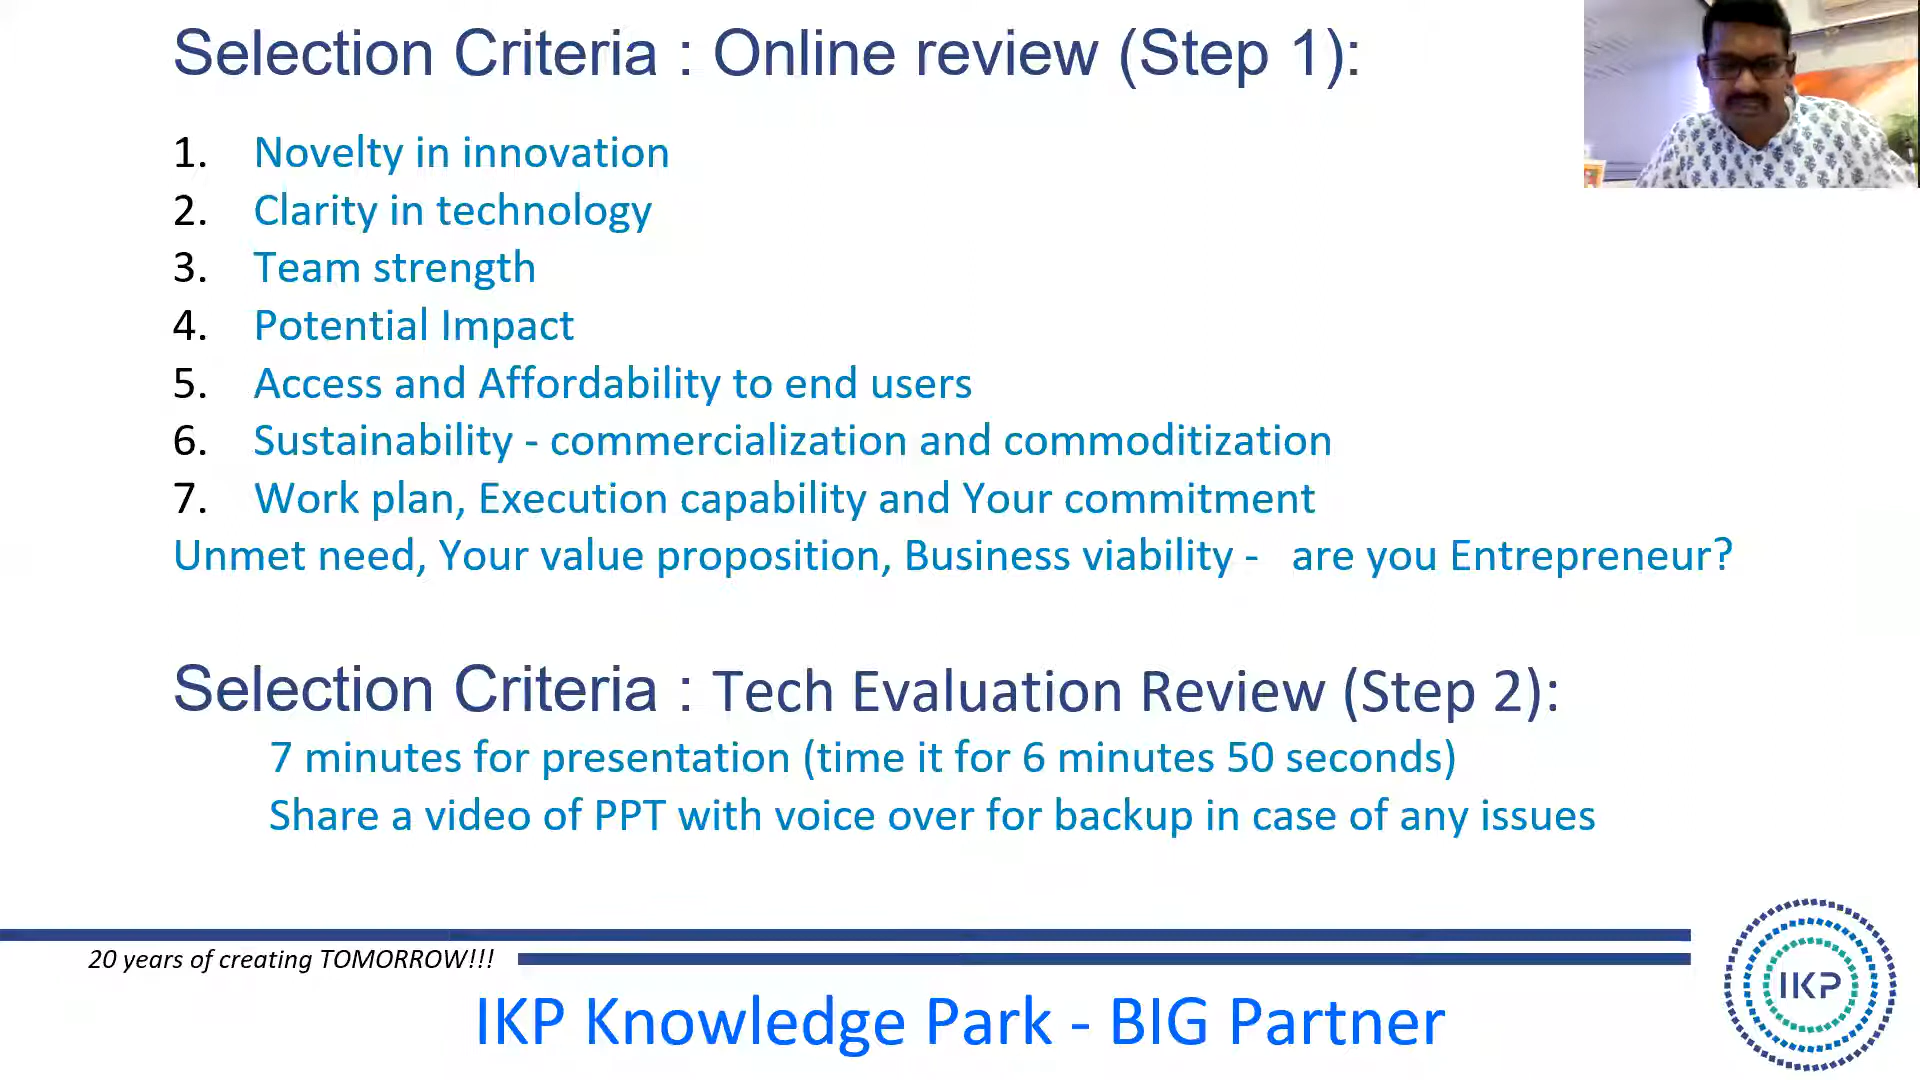 Selection Criteria : Online review (Step 1):
1. Novelty in innovation
2. Clarity in technology
3. Team strength
4. Potential Impact
5. Access and Affordability to end users
6. Sustainability - commercialization and commoditization
7. Work plan, Execution capability and Your commitment
Unmet need, Your value proposition, Business viability - are you Entrepreneur?
Selection Criteria : Tech Evaluation Review (Step 2):
7 minutes for presentation (time it for 6 minutes 50 seconds)
Share a video of PPT with voice over for backup in case of any issues
20 years of creating TOMORROW!!!
IKP
IKP Knowledge Park - BIG Partner